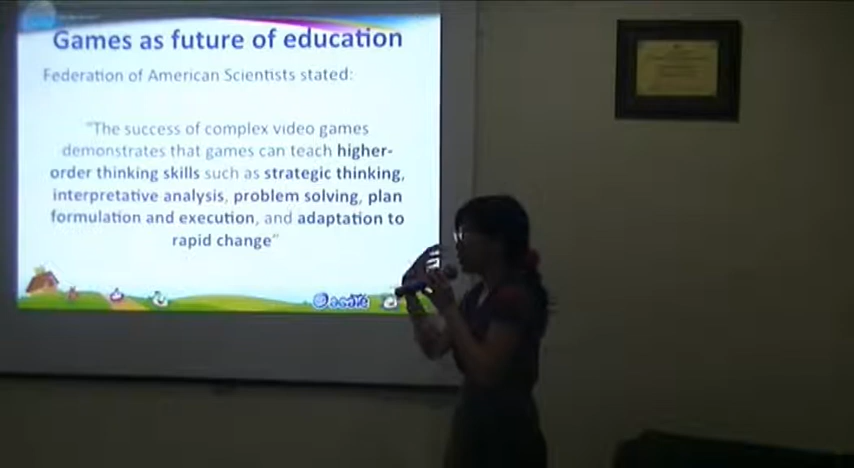 Games as future of education
Federation of American Scientists stated:
"The success of complex video games
demonstrates that games can teach higher-
order thinking skills such as strategic thinking,
interpretative analysis, problem solving, plan
formulation and execution, and adaptation to
rapid change"